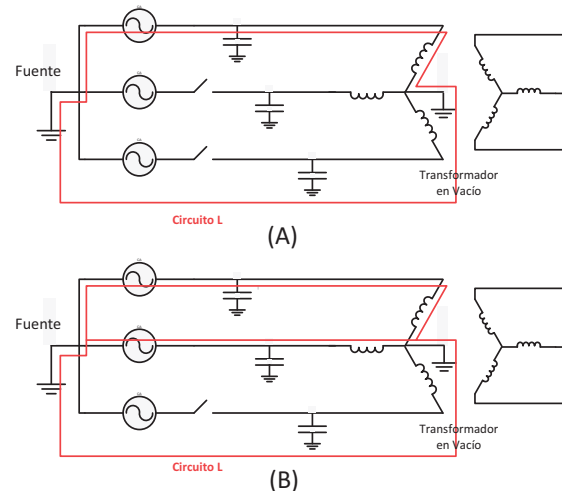 Fuente
Transformador
en Vacío
Circuito L
(A)
Fuente
Transformador
en Vacío
Circuito L
(B)